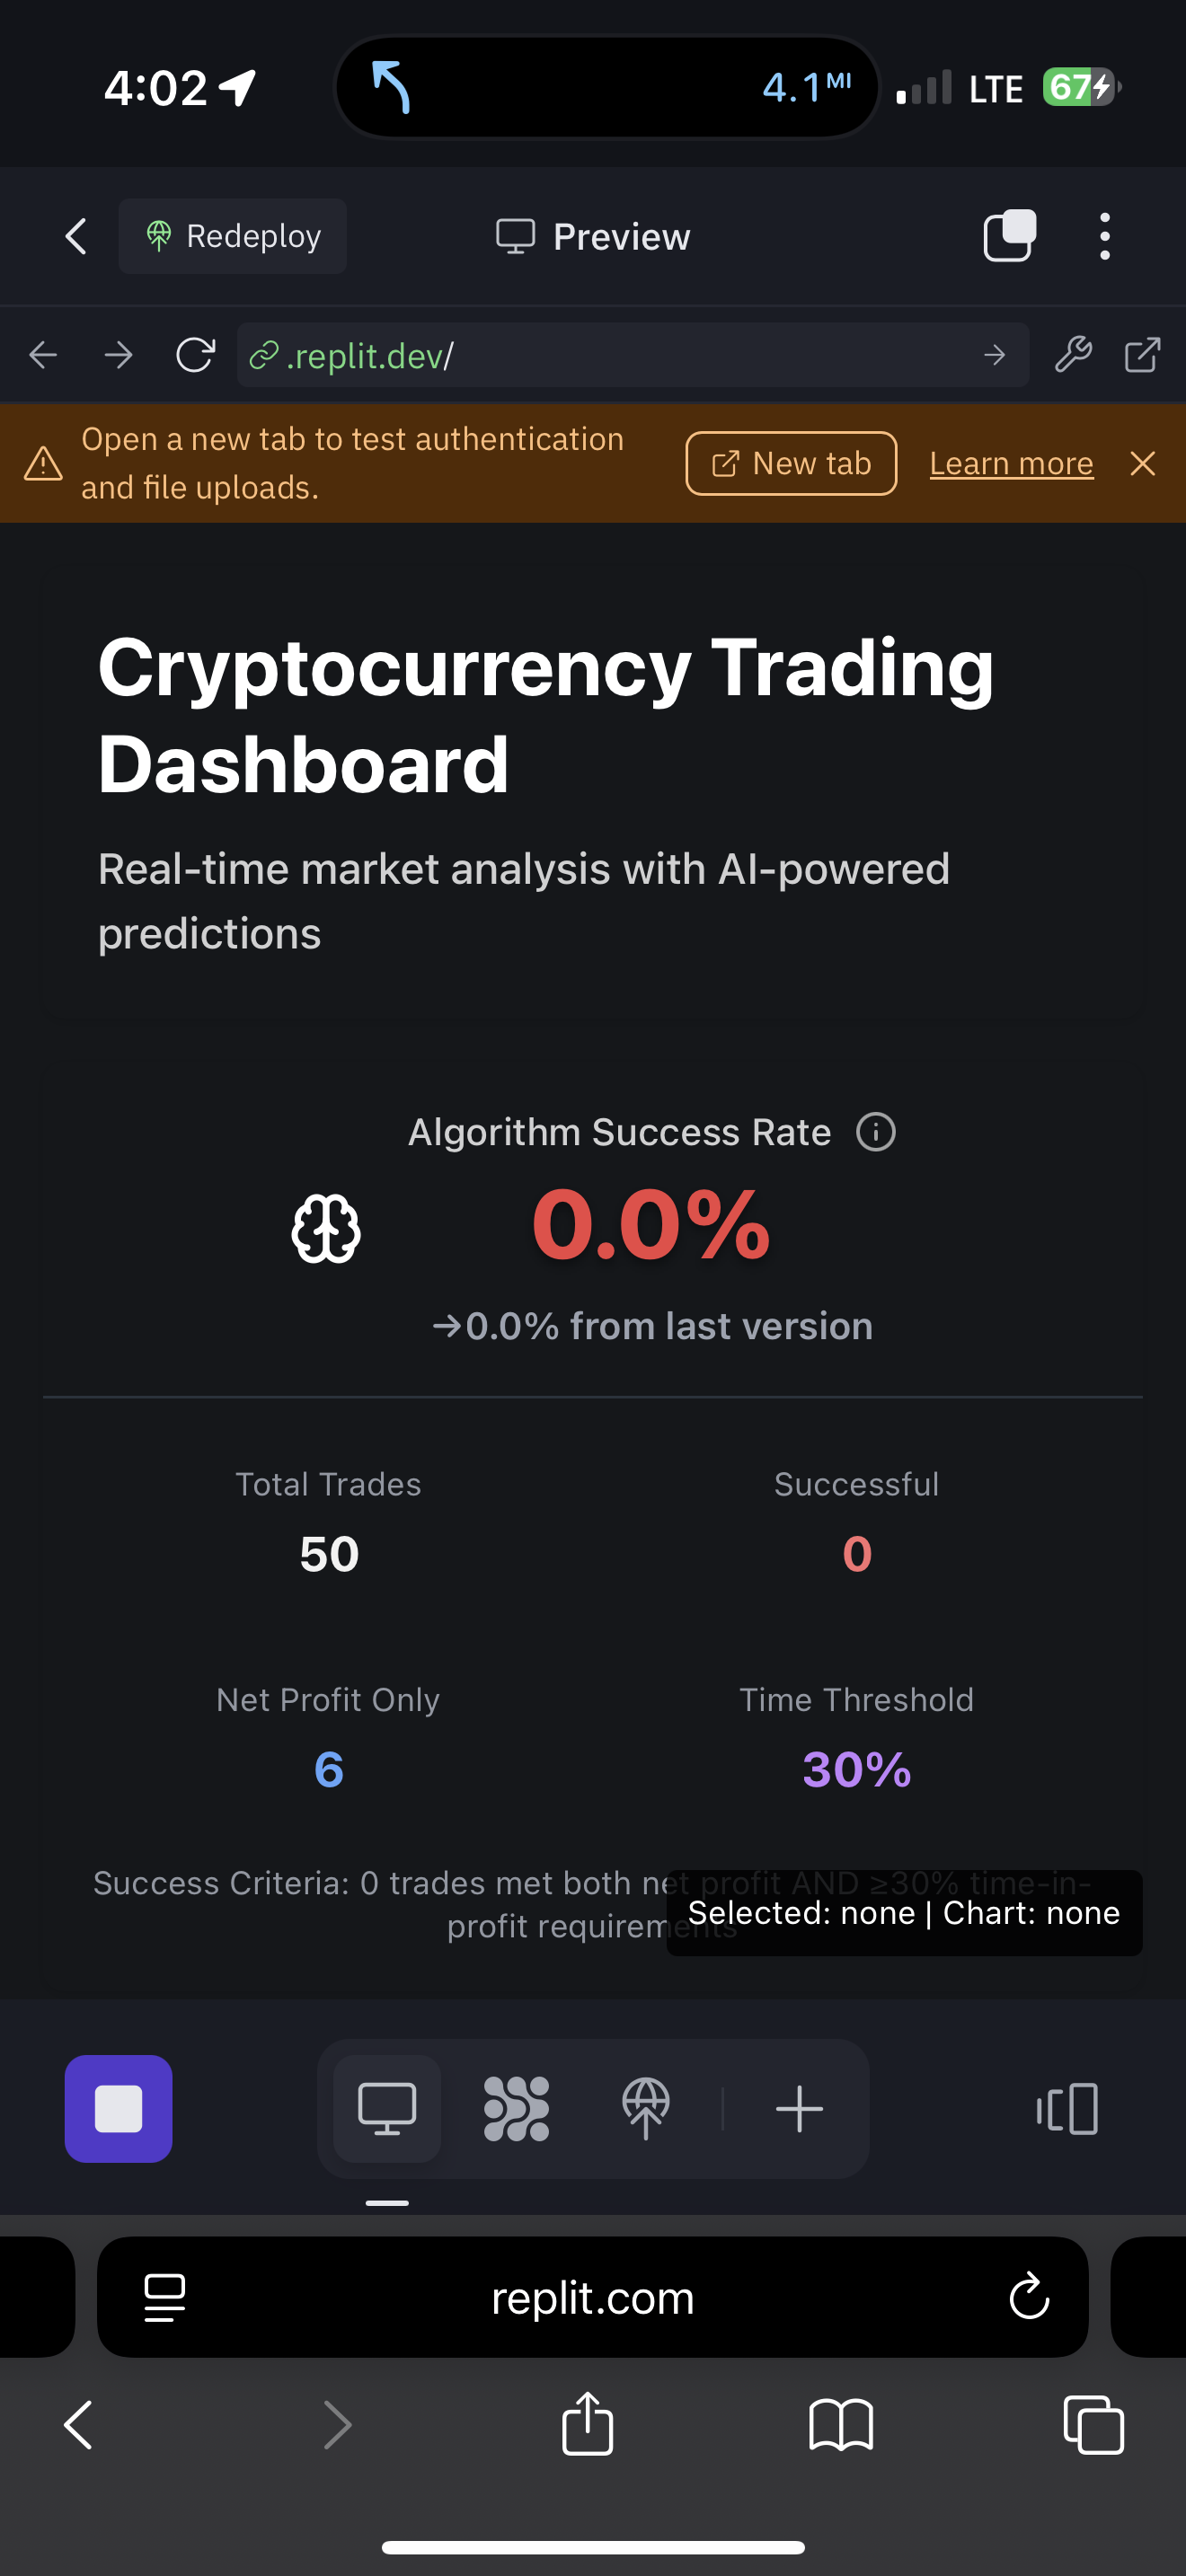 4:02
4.1 MI
LTE
67
Redeploy
Preview
.replit.dev/
Open a new tab to test authentication
and file uploads.
New tab
Learn more
Cryptocurrency Trading
Dashboard
Real-time market analysis with AI-powered
predictions
Algorithm Success Rate
0.0%
→0.0% from last version
Total Trades
Successful
50
0
Net Profit Only
Time Threshold
6
30%
Success Criteria: 0 trades met both net profit AND ≥30% time-in-
profit requirements
Selected: none | Chart: none
replit.com